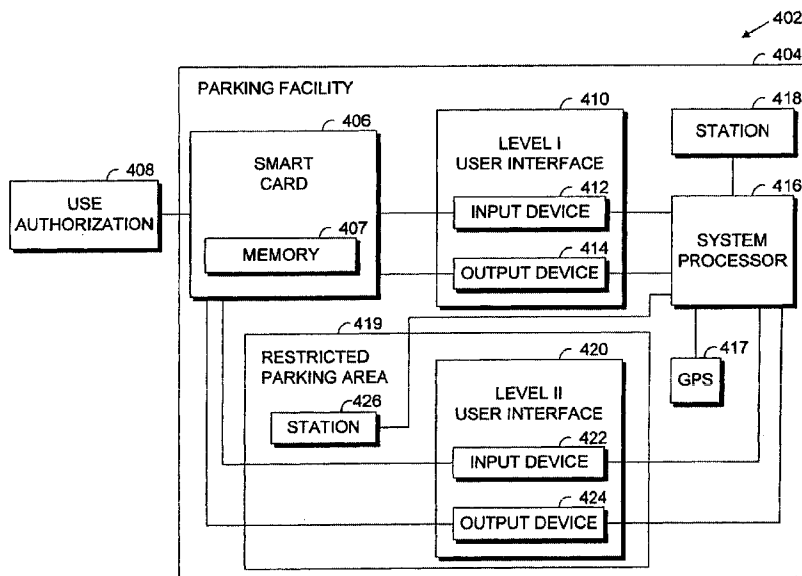 402
404
PARKING FACILITY
406
SMART
CARD
407
MEMORY
408
USE
AUTHORIZATION
410
LEVEL I
USER INTERFACE
412
INPUT DEVICE
414
OUTPUT DEVICE
418
STATION
416
SYSTEM
PROCESSOR
417
GPS
419
RESTRICTED
PARKING AREA
426
STATION
420
LEVEL II
USER INTERFACE
422
INPUT DEVICE
424
OUTPUT DEVICE